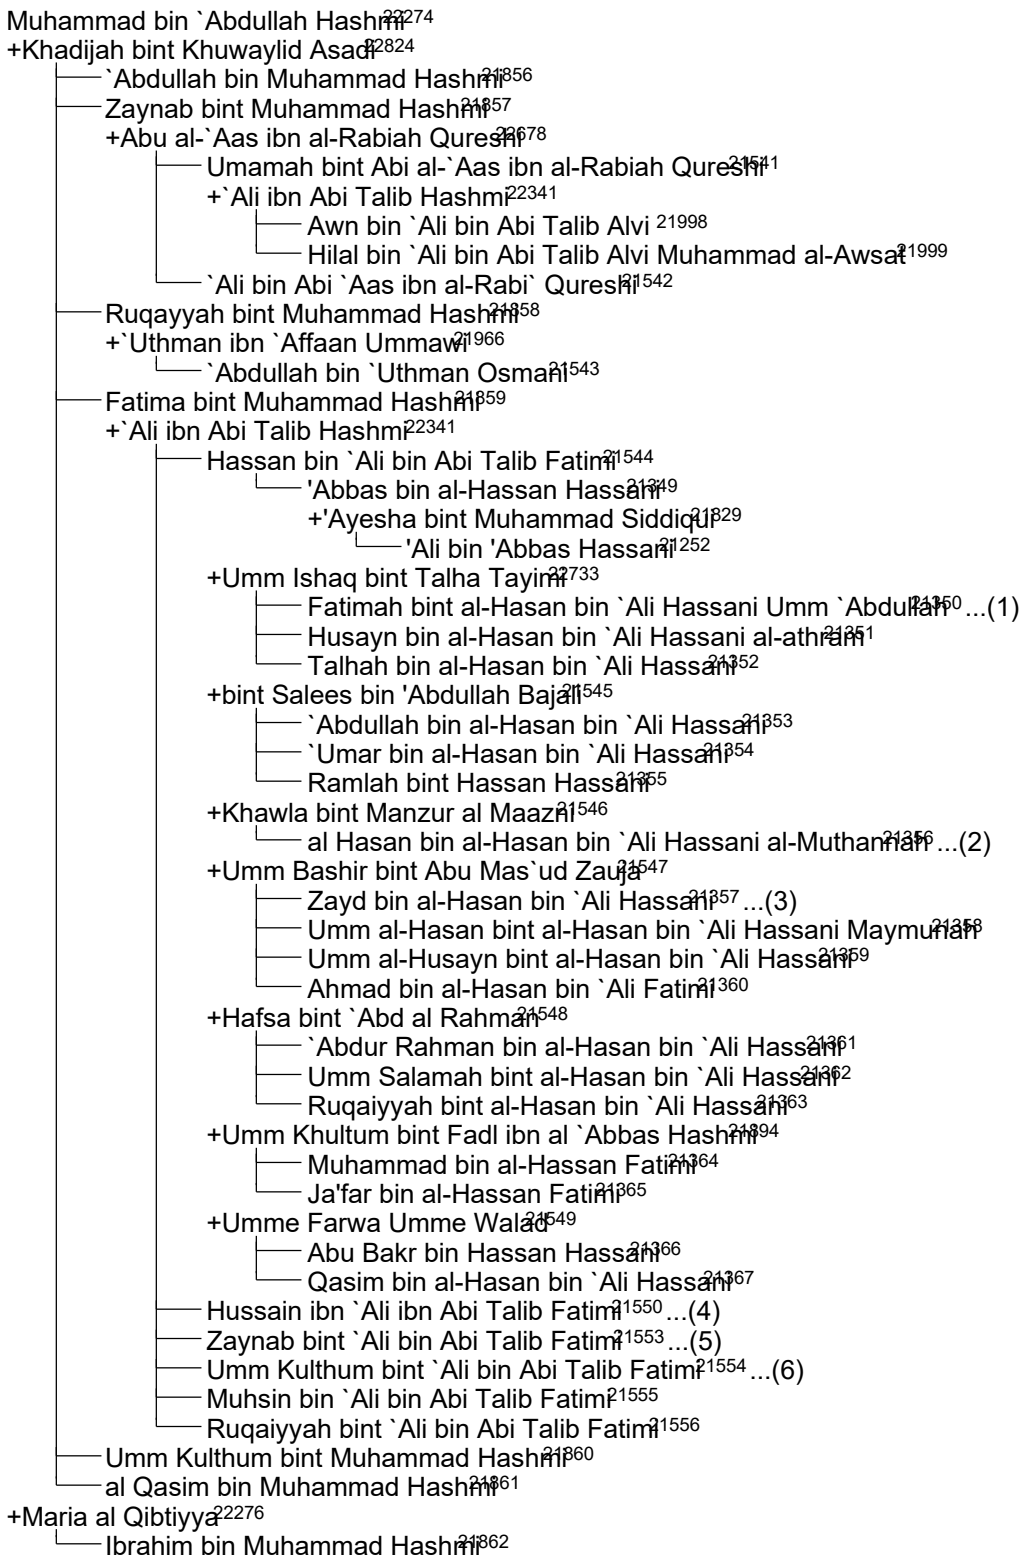 Muhammad bin `Abdullah Hashmi22274
+Khadijah bint Khuwaylid Asadi22824
`Abdullah bin Muhammad Hashmi21856
Zaynab bint Muhammad Hashmi21857
+Abu al-`Aas ibn al-Rabiah Qureshi22678
Umamah bint Abi al-`Aas ibn al-Rabiah Qureshi21541
+`Ali ibn Abi Talib Hashmi22341
Awn bin `Ali bin Abi Talib Alvi 21998
Hilal bin `Ali bin Abi Talib Alvi Muhammad al-Awsat21999
`Ali bin Abi `Aas ibn al-Rabi` Qureshi21542
Ruqayyah bint Muhammad Hashmi21858
+`Uthman ibn `Affaan Ummawi21966
`Abdullah bin `Uthman Osmani21543
Fatima bint Muhammad Hashmi21859
+`Ali ibn Abi Talib Hashmi22341
Hassan bin `Ali bin Abi Talib Fatimi21544
'Abbas bin al-Hassan Hassani21349
+'Ayesha bint Muhammad Siddiqui21829
'Ali bin 'Abbas Hassani21252
+Umm Ishaq bint Talha Tayimi22733
Fatimah bint al-Hasan bin `Ali Hassani Umm `Abdullah21350 ...(1)
Husayn bin al-Hasan bin `Ali Hassani al-athram21351
Talhah bin al-Hasan bin `Ali Hassani21352
+bint Salees bin 'Abdullah Bajali21545
`Abdullah bin al-Hasan bin `Ali Hassani21353
`Umar bin al-Hasan bin `Ali Hassani21354
Ramlah bint Hassan Hassani21355
+Khawla bint Manzur al Maazni21546
al Hasan bin al-Hasan bin `Ali Hassani al-Muthannah21356 ...(2)
+Umm Bashir bint Abu Mas`ud Zauja21547
Zayd bin al-Hasan bin `Ali Hassani21357 ...(3)
Umm al-Hasan bint al-Hasan bin `Ali Hassani Maymunah21358
Umm al-Husayn bint al-Hasan bin `Ali Hassani21359
Ahmad bin al-Hasan bin `Ali Fatimi21360
+Hafsa bint `Abd al Rahman21548
`Abdur Rahman bin al-Hasan bin `Ali Hassani21361
Umm Salamah bint al-Hasan bin `Ali Hassani21362
Ruqaiyyah bint al-Hasan bin `Ali Hassani21363
+Umm Khultum bint Fadl ibn al `Abbas Hashmi21894
Muhammad bin al-Hassan Fatimi21364
Ja'far bin al-Hassan Fatimi21365
+Umme Farwa Umme Walad21549
Abu Bakr bin Hassan Hassani21366
Qasim bin al-Hasan bin `Ali Hassani21367
Hussain ibn `Ali ibn Abi Talib Fatimi21550 ...(4)
Zaynab bint `Ali bin Abi Talib Fatimi21553 ...(5)
Umm Kulthum bint `Ali bin Abi Talib Fatimi21554 ...(6)
Muhsin bin `Ali bin Abi Talib Fatimi21555
Ruqaiyyah bint `Ali bin Abi Talib Fatimi21556
Umm Kulthum bint Muhammad Hashmi21860
al Qasim bin Muhammad Hashmi21861
+Maria al Qibtiyya22276
Ibrahim bin Muhammad Hashmi21862